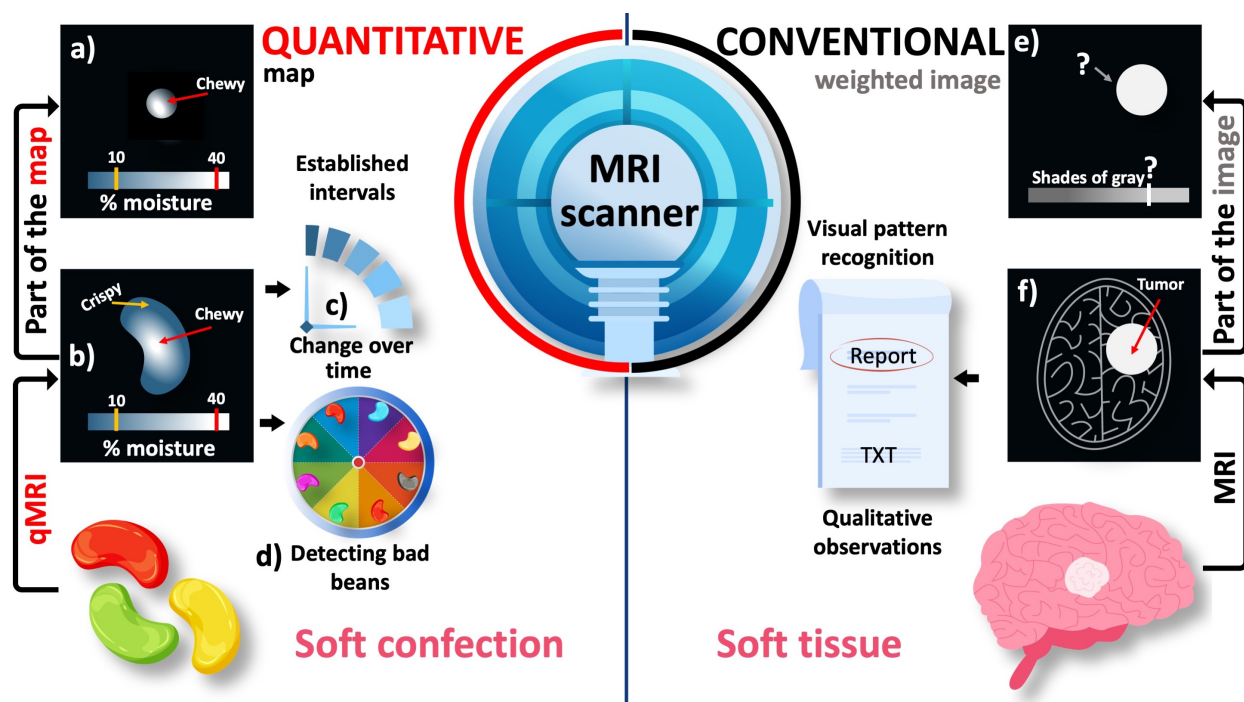 QUANTITATIVE
map
a)
Chewy
10
40
% moisture
Part of the map
Established
intervals
c)
Change over
time
b)
Crispy
Chewy
10
40
% moisture
qMRI
d)
Detecting bad
beans
Soft confection
MRI
scanner
CONVENTIONAL
weighted image
e)
?
?
Shades of gray
Part of the image
Visual pattern
recognition
Report
TXT
Qualitative
observations
f)
Tumor
MRI
Soft tissue